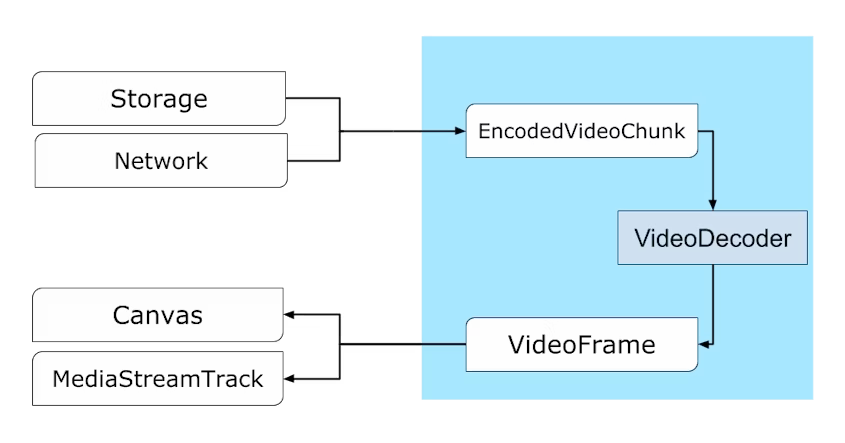 Storage
Network
EncodedVideoChunk
VideoDecoder
VideoFrame
Canvas
MediaStreamTrack